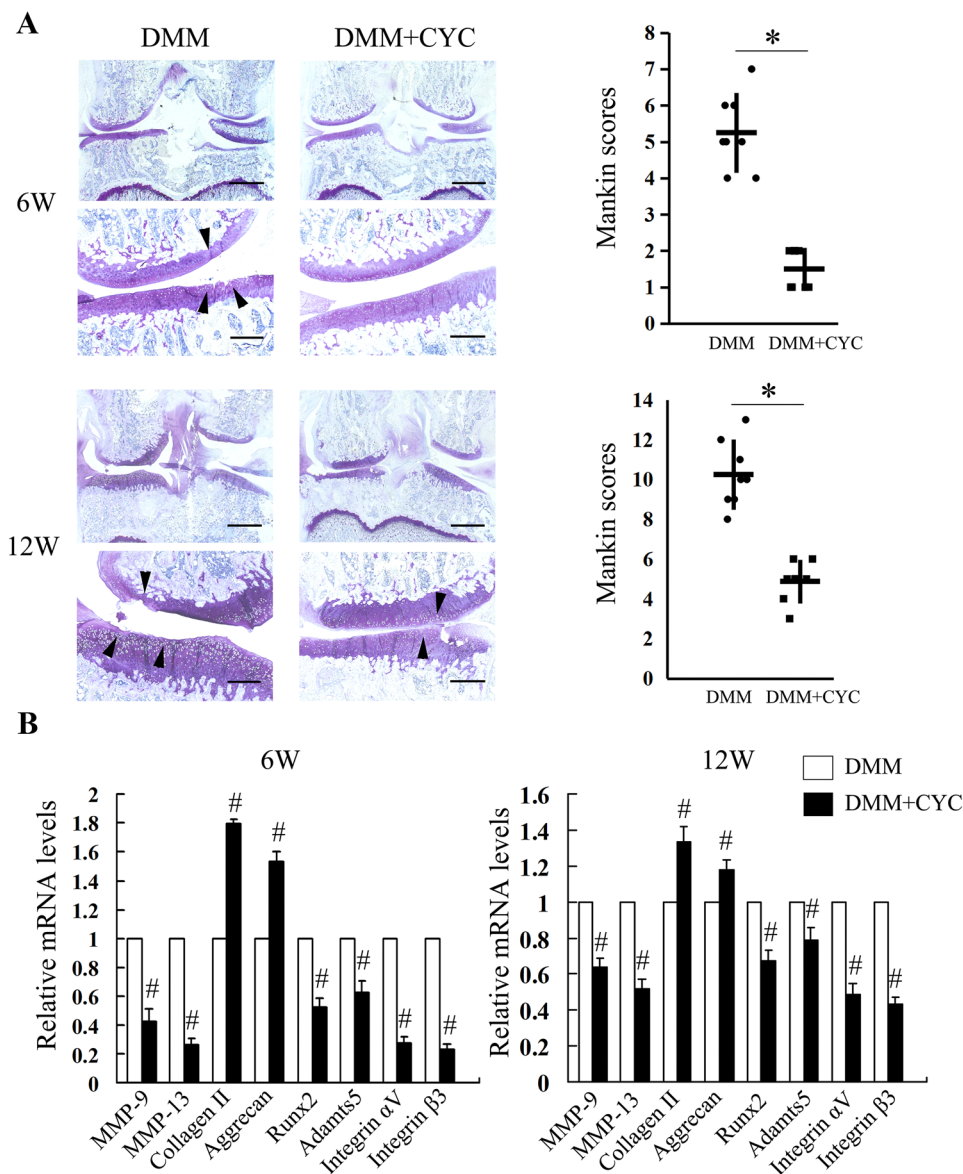 A
DMM
DMM+CYC
6W
12W
Mankin scores
8
7
6
5
4
3
2
1
0
*
DMM
DMM+CYC
Mankin scores
14
12
10
8
6
4
2
0
*
DMM
DMM+CYC
B
6W
Relative mRNA levels
2
1.8
1.6
1.4
1.2
1
0.8
0.6
0.4
0.2
0
# # # # # # # #
MMP-9
MMP-13
Collagen II
Aggrecan
Runx2
Adamts5
Integrin αV
Integrin β3
12W
DMM
DMM+CYC
Relative mRNA levels
1.6
1.4
1.2
1
0.8
0.6
0.4
0.2
0
# # # # # # # #
MMP-9
MMP-13
Collagen II
Aggrecan
Runx2
Adamts5
Integrin αV
Integrin β3